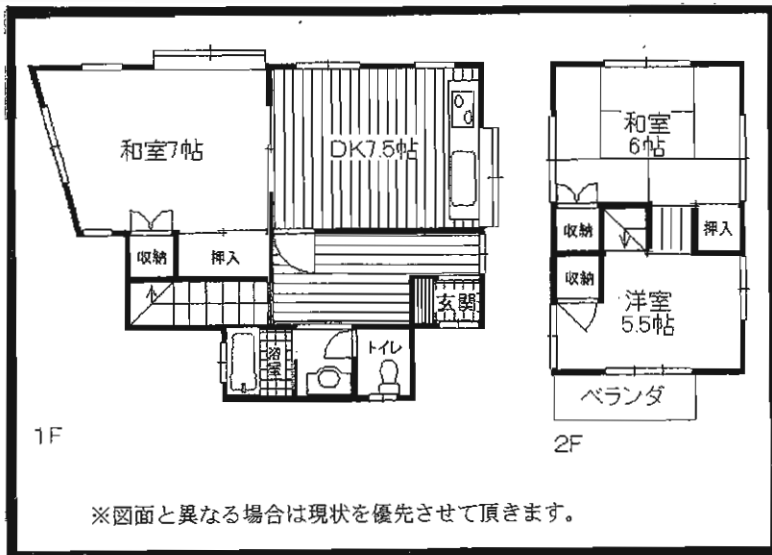 和室7帖
DK7.5帖
収納
押入
玄関
浴室
トイレ
1F
和室
6帖
収納
押入
収納
洋室
5.5帖
ベランダ
2F
※図面と異なる場合は現状を優先させて頂きます。